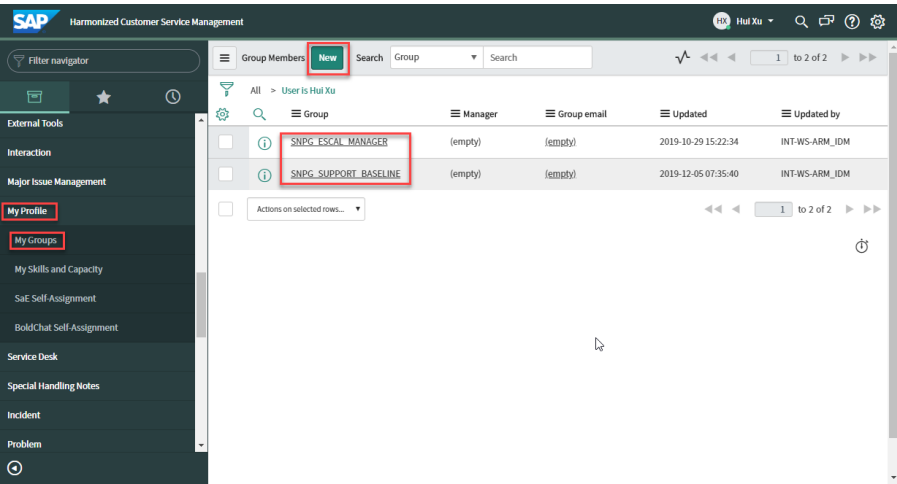 SAP Harmonized Customer Service Management
HX Hui Xu
Filter navigator
External Tools
Interaction
Major Issue Management
My Profile
My Groups
My Skills and Capacity
SaE Self-Assignment
BoldChat Self-Assignment
Service Desk
Special Handling Notes
Incident
Problem
Group Members New Search Group Search 1 to 2 of 2
All > User is Hui Xu
Group Manager Group email Updated Updated by
SNPG_ESCAL_MANAGER (empty) (empty) 2019-10-29 15:22:34 INT-WS-ARM_IDM
SNPG_SUPPORT_BASELINE (empty) (empty) 2019-12-05 07:35:40 INT-WS-ARM_IDM
Actions on selected rows... 1 to 2 of 2